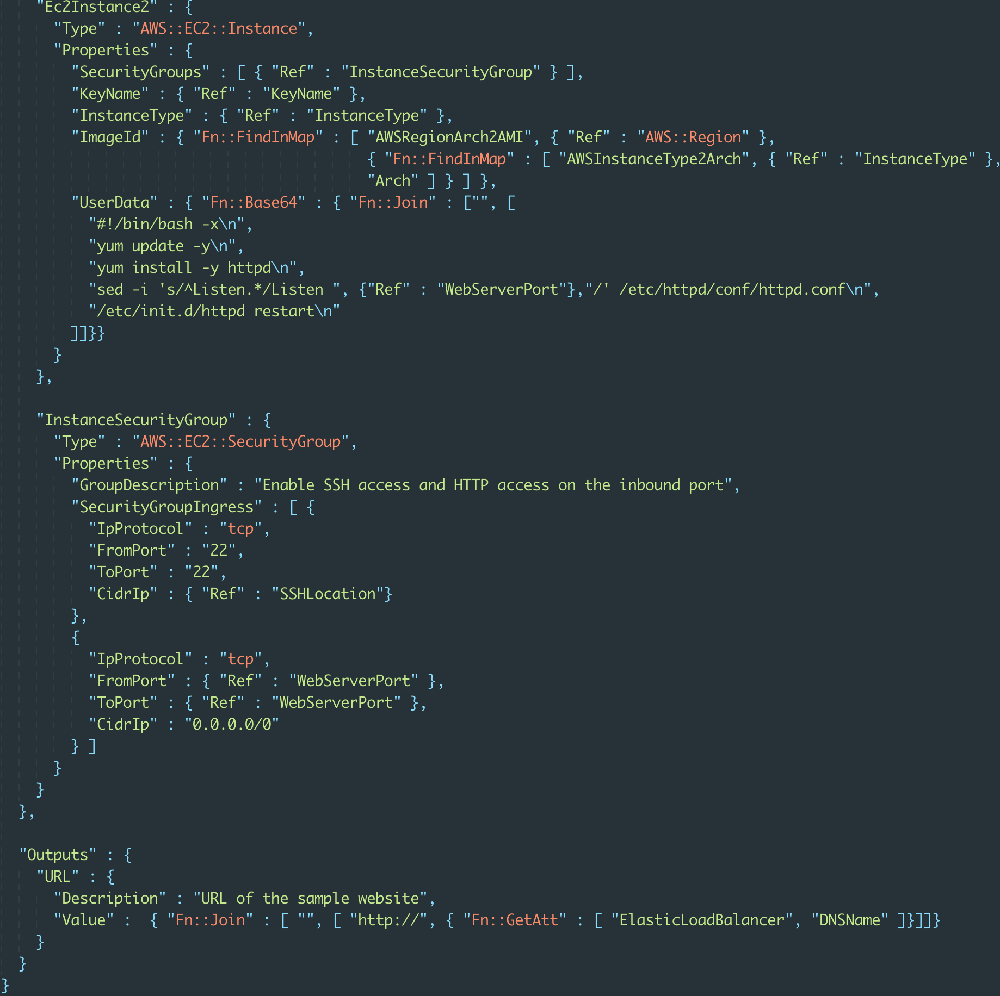 "Ec2Instance2" : {
"Type" : "AWS::EC2::Instance",
"Properties" : {
"SecurityGroups" : [ { "Ref" : "InstanceSecurityGroup" } ],
"KeyName" : { "Ref" : "KeyName" },
"InstanceType" : { "Ref" : "InstanceType" },
"ImageId" : { "Fn::FindInMap" : [ "AWSRegionArch2AMI", { "Ref" : "AWS::Region" },
{ "Fn::FindInMap" : [ "AWSInstanceType2Arch", { "Ref" : "InstanceType" },
"Arch" ] } ] },
"UserData" : { "Fn::Base64" : { "Fn::Join" : ["", [
"#!/bin/bash -x\n",
"yum update -y\n",
"yum install -y httpd\n",
"sed -i 's/^Listen.*/Listen ", {"Ref" : "WebServerPort"},"/' /etc/httpd/conf/httpd.conf\n",
"/etc/init.d/httpd restart\n"
]]}}
}
},
"InstanceSecurityGroup" : {
"Type" : "AWS::EC2::SecurityGroup",
"Properties" : {
"GroupDescription" : "Enable SSH access and HTTP access on the inbound port",
"SecurityGroupIngress" : [ {
"IpProtocol" : "tcp",
"FromPort" : "22",
"ToPort" : "22",
"CidrIp" : { "Ref" : "SSHLocation"}
},
{
"IpProtocol" : "tcp",
"FromPort" : { "Ref" : "WebServerPort" },
"ToPort" : { "Ref" : "WebServerPort" },
"CidrIp" : "0.0.0.0/0"
} ]
}
}
},
"Outputs" : {
"URL" : {
"Description" : "URL of the sample website",
"Value" :  { "Fn::Join" : [ "", [ "http://", { "Fn::GetAtt" : [ "ElasticLoadBalancer", "DNSName" ]}]]}
}
}
}